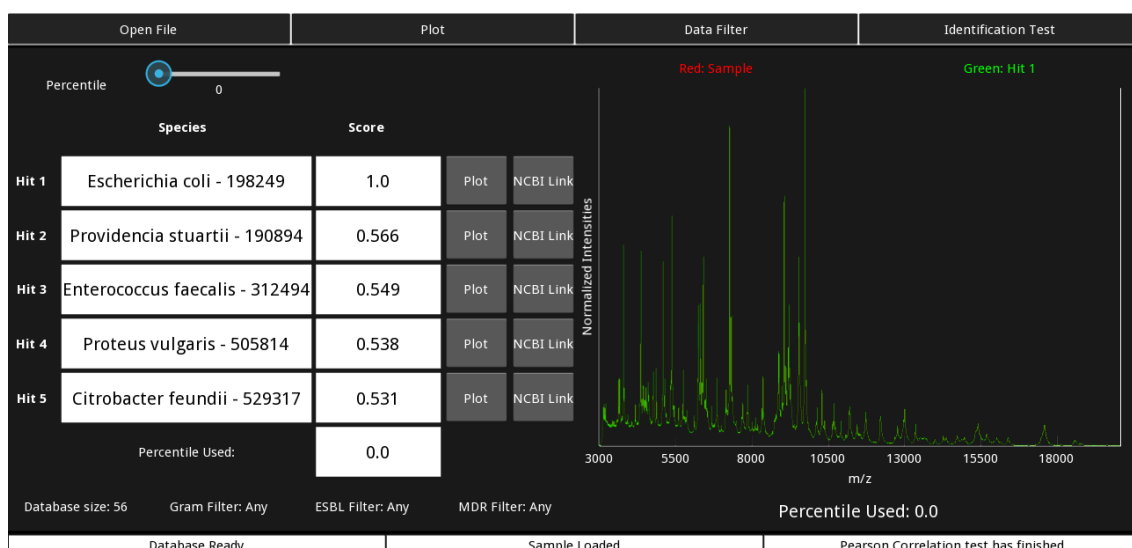 Open File
Plot
Data Filter
Identification Test
Percentile
0
Species Score
Hit 1 Escherichia coli - 198249 1.0 Plot NCBI Link
Hit 2 Providencia stuartii - 190894 0.566 Plot NCBI Link
Hit 3 Enterococcus faecalis - 312494 0.549 Plot NCBI Link
Hit 4 Proteus vulgaris - 505814 0.538 Plot NCBI Link
Hit 5 Citrobacter feundii - 529317 0.531 Plot NCBI Link
Percentile Used: 0.0
Database size: 56 Gram Filter: Any ESBL Filter: Any MDR Filter: Any
Red: Sample Green: Hit 1
Normalized Intensities
3000 5500 8000 10500 13000 15500 18000
m/z
Percentile Used: 0.0
Database Ready Sample Loaded Pearson Correlation test has finished